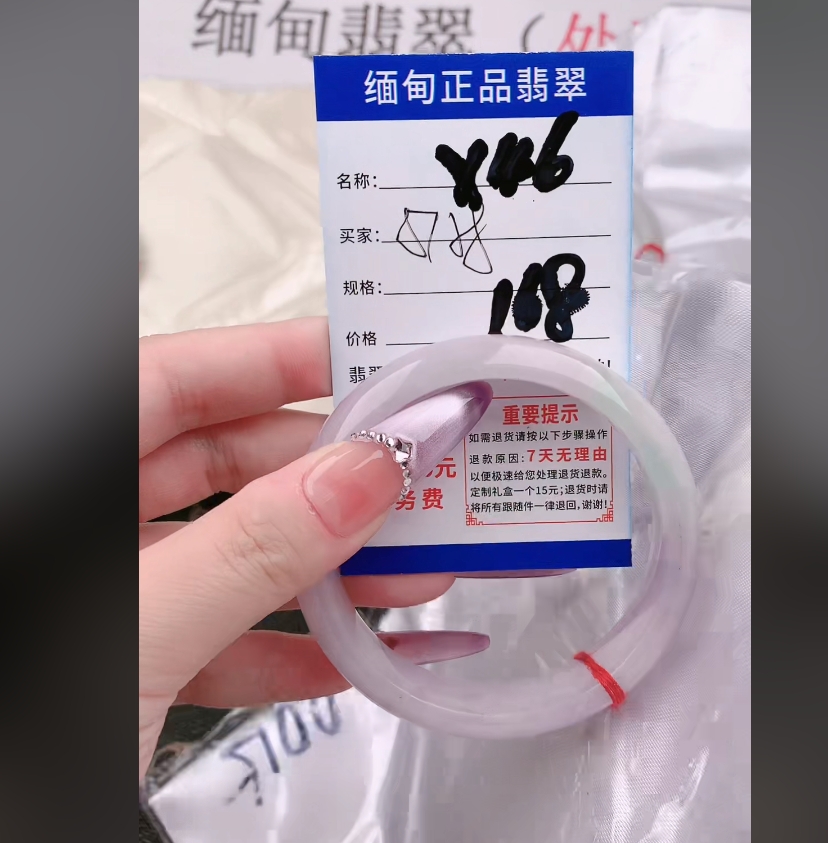 缅甸翡翠（处
缅甸正品翡翠
名称：
买家：
规格：
108
价格
翡
重要提示
如需退货请按以下步骤操作
退款原因：7天无理由
元
以便极速给您处理退货退款。
务费
定制礼盒一个15元；退货时请
将所有跟随件一律退回，谢谢！